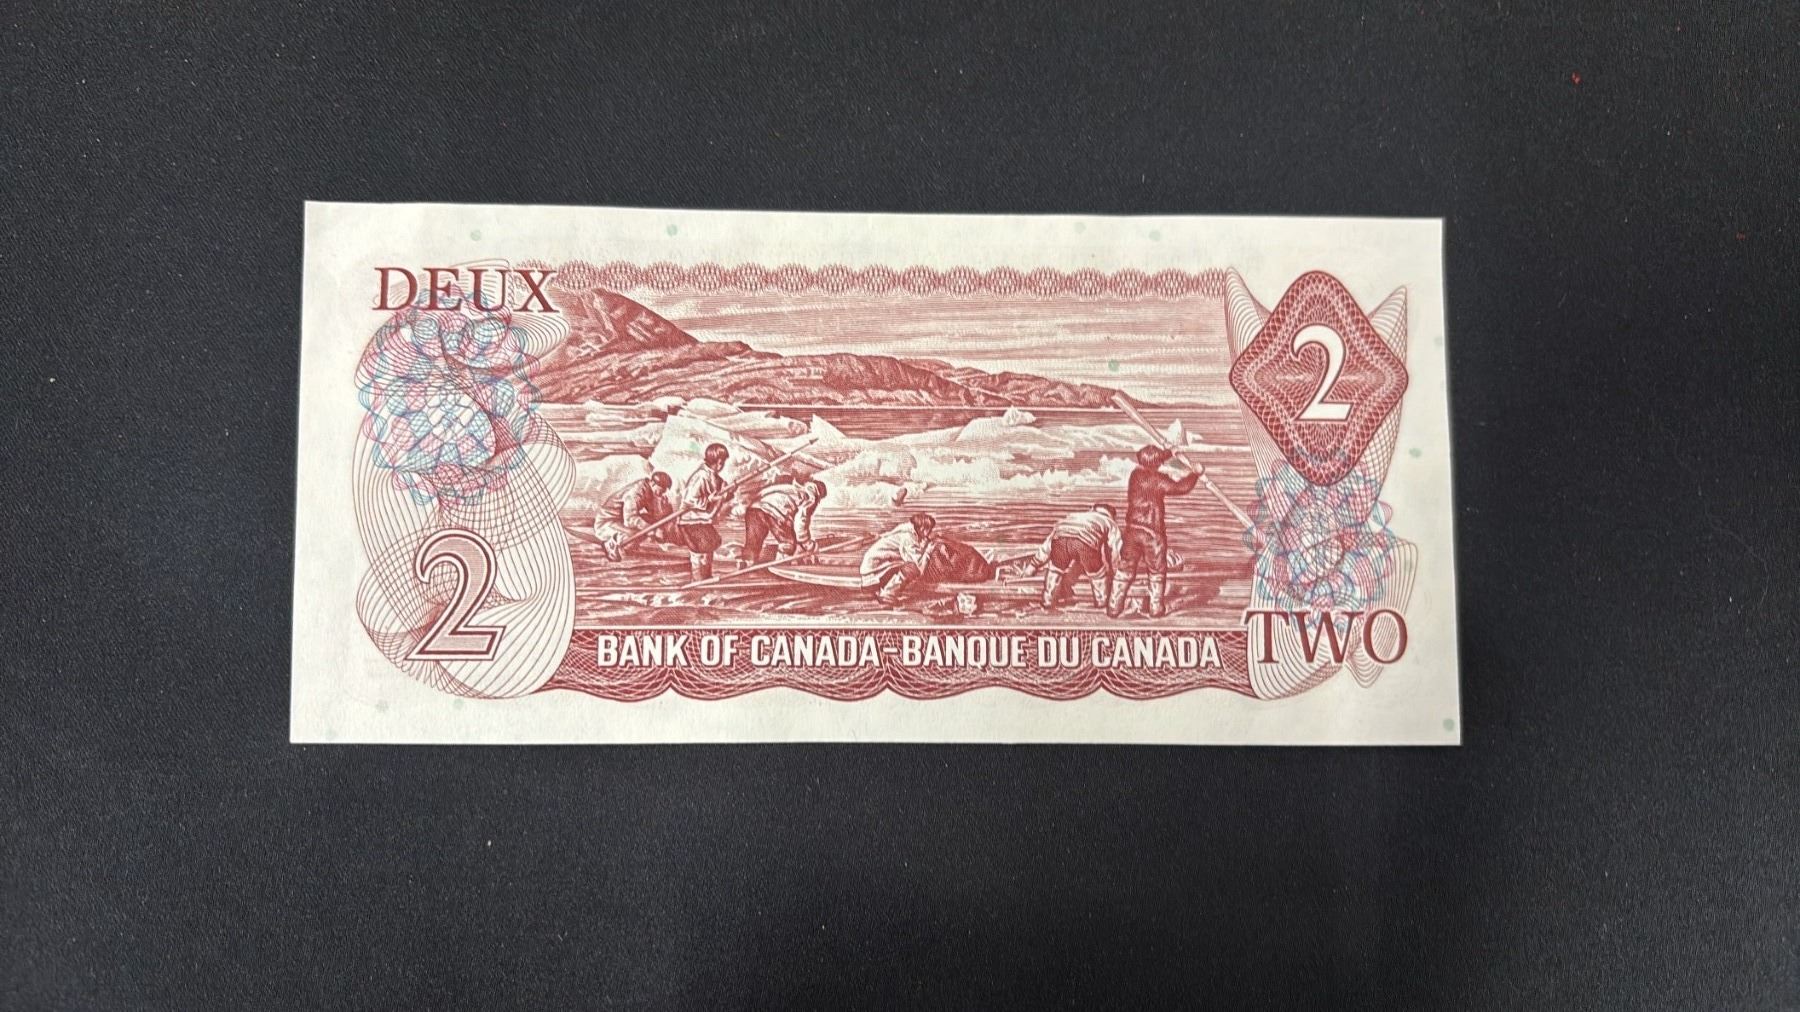 DEUX
2
2
BANK OF CANADA-BANQUE DU CANADA
TWO